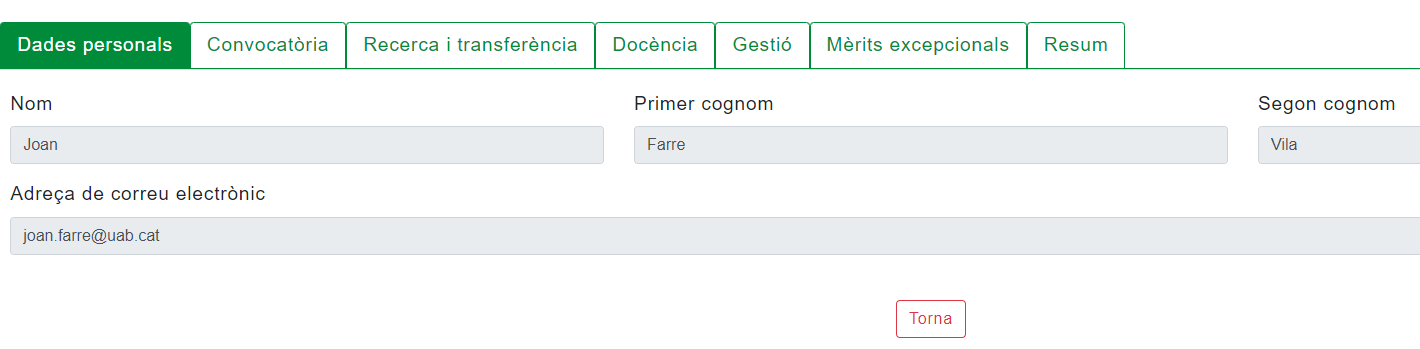 Dades personals Convocatòria Recerca i transferència Docència Gestió Mèrits excepcionals Resum
Nom Primer cognom Segon cognom
Joan Farre Vila
Adreça de correu electrònic
joan.farre@uab.cat
Torna